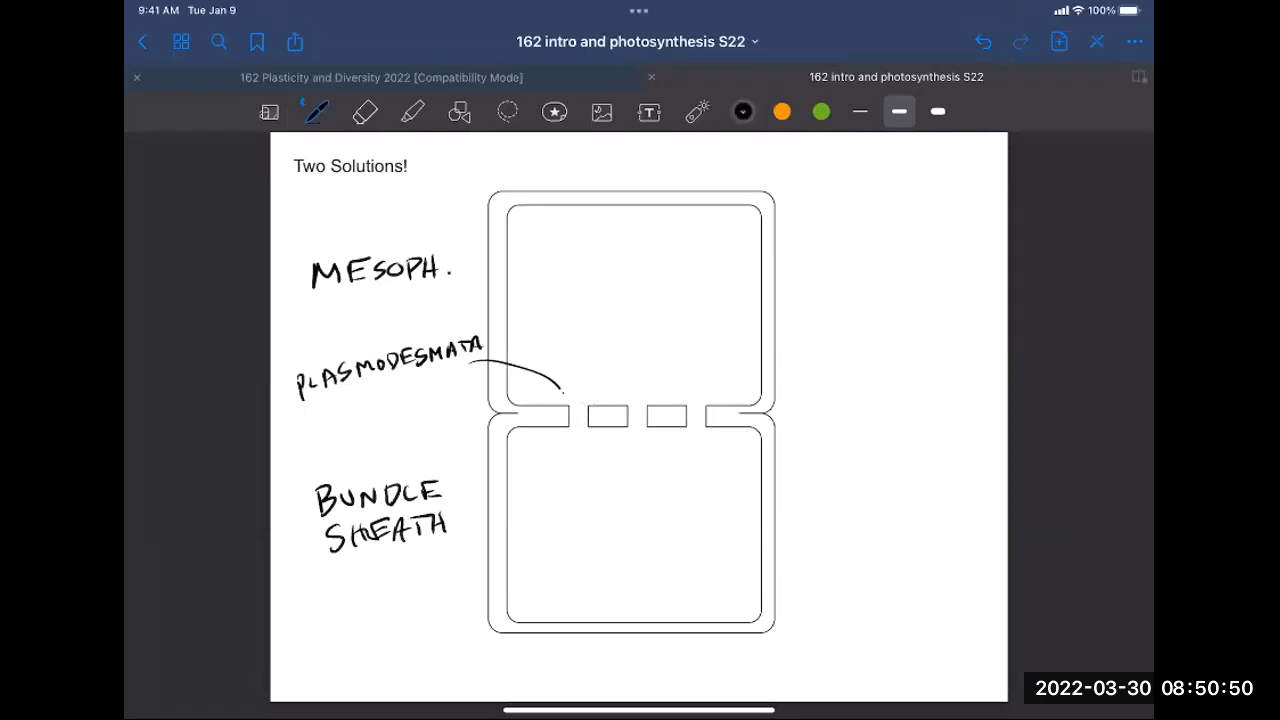 9:41 AM Tue Jan 9
100%
162 intro and photosynthesis S22
162 Plasticity and Diversity 2022 [Compatibility Mode]
162 intro and photosynthesis S22
T
Two Solutions!
MESOPH.
PLASMODESMATA
BUNDLE
SHEATH
2022-03-30 08:50:50